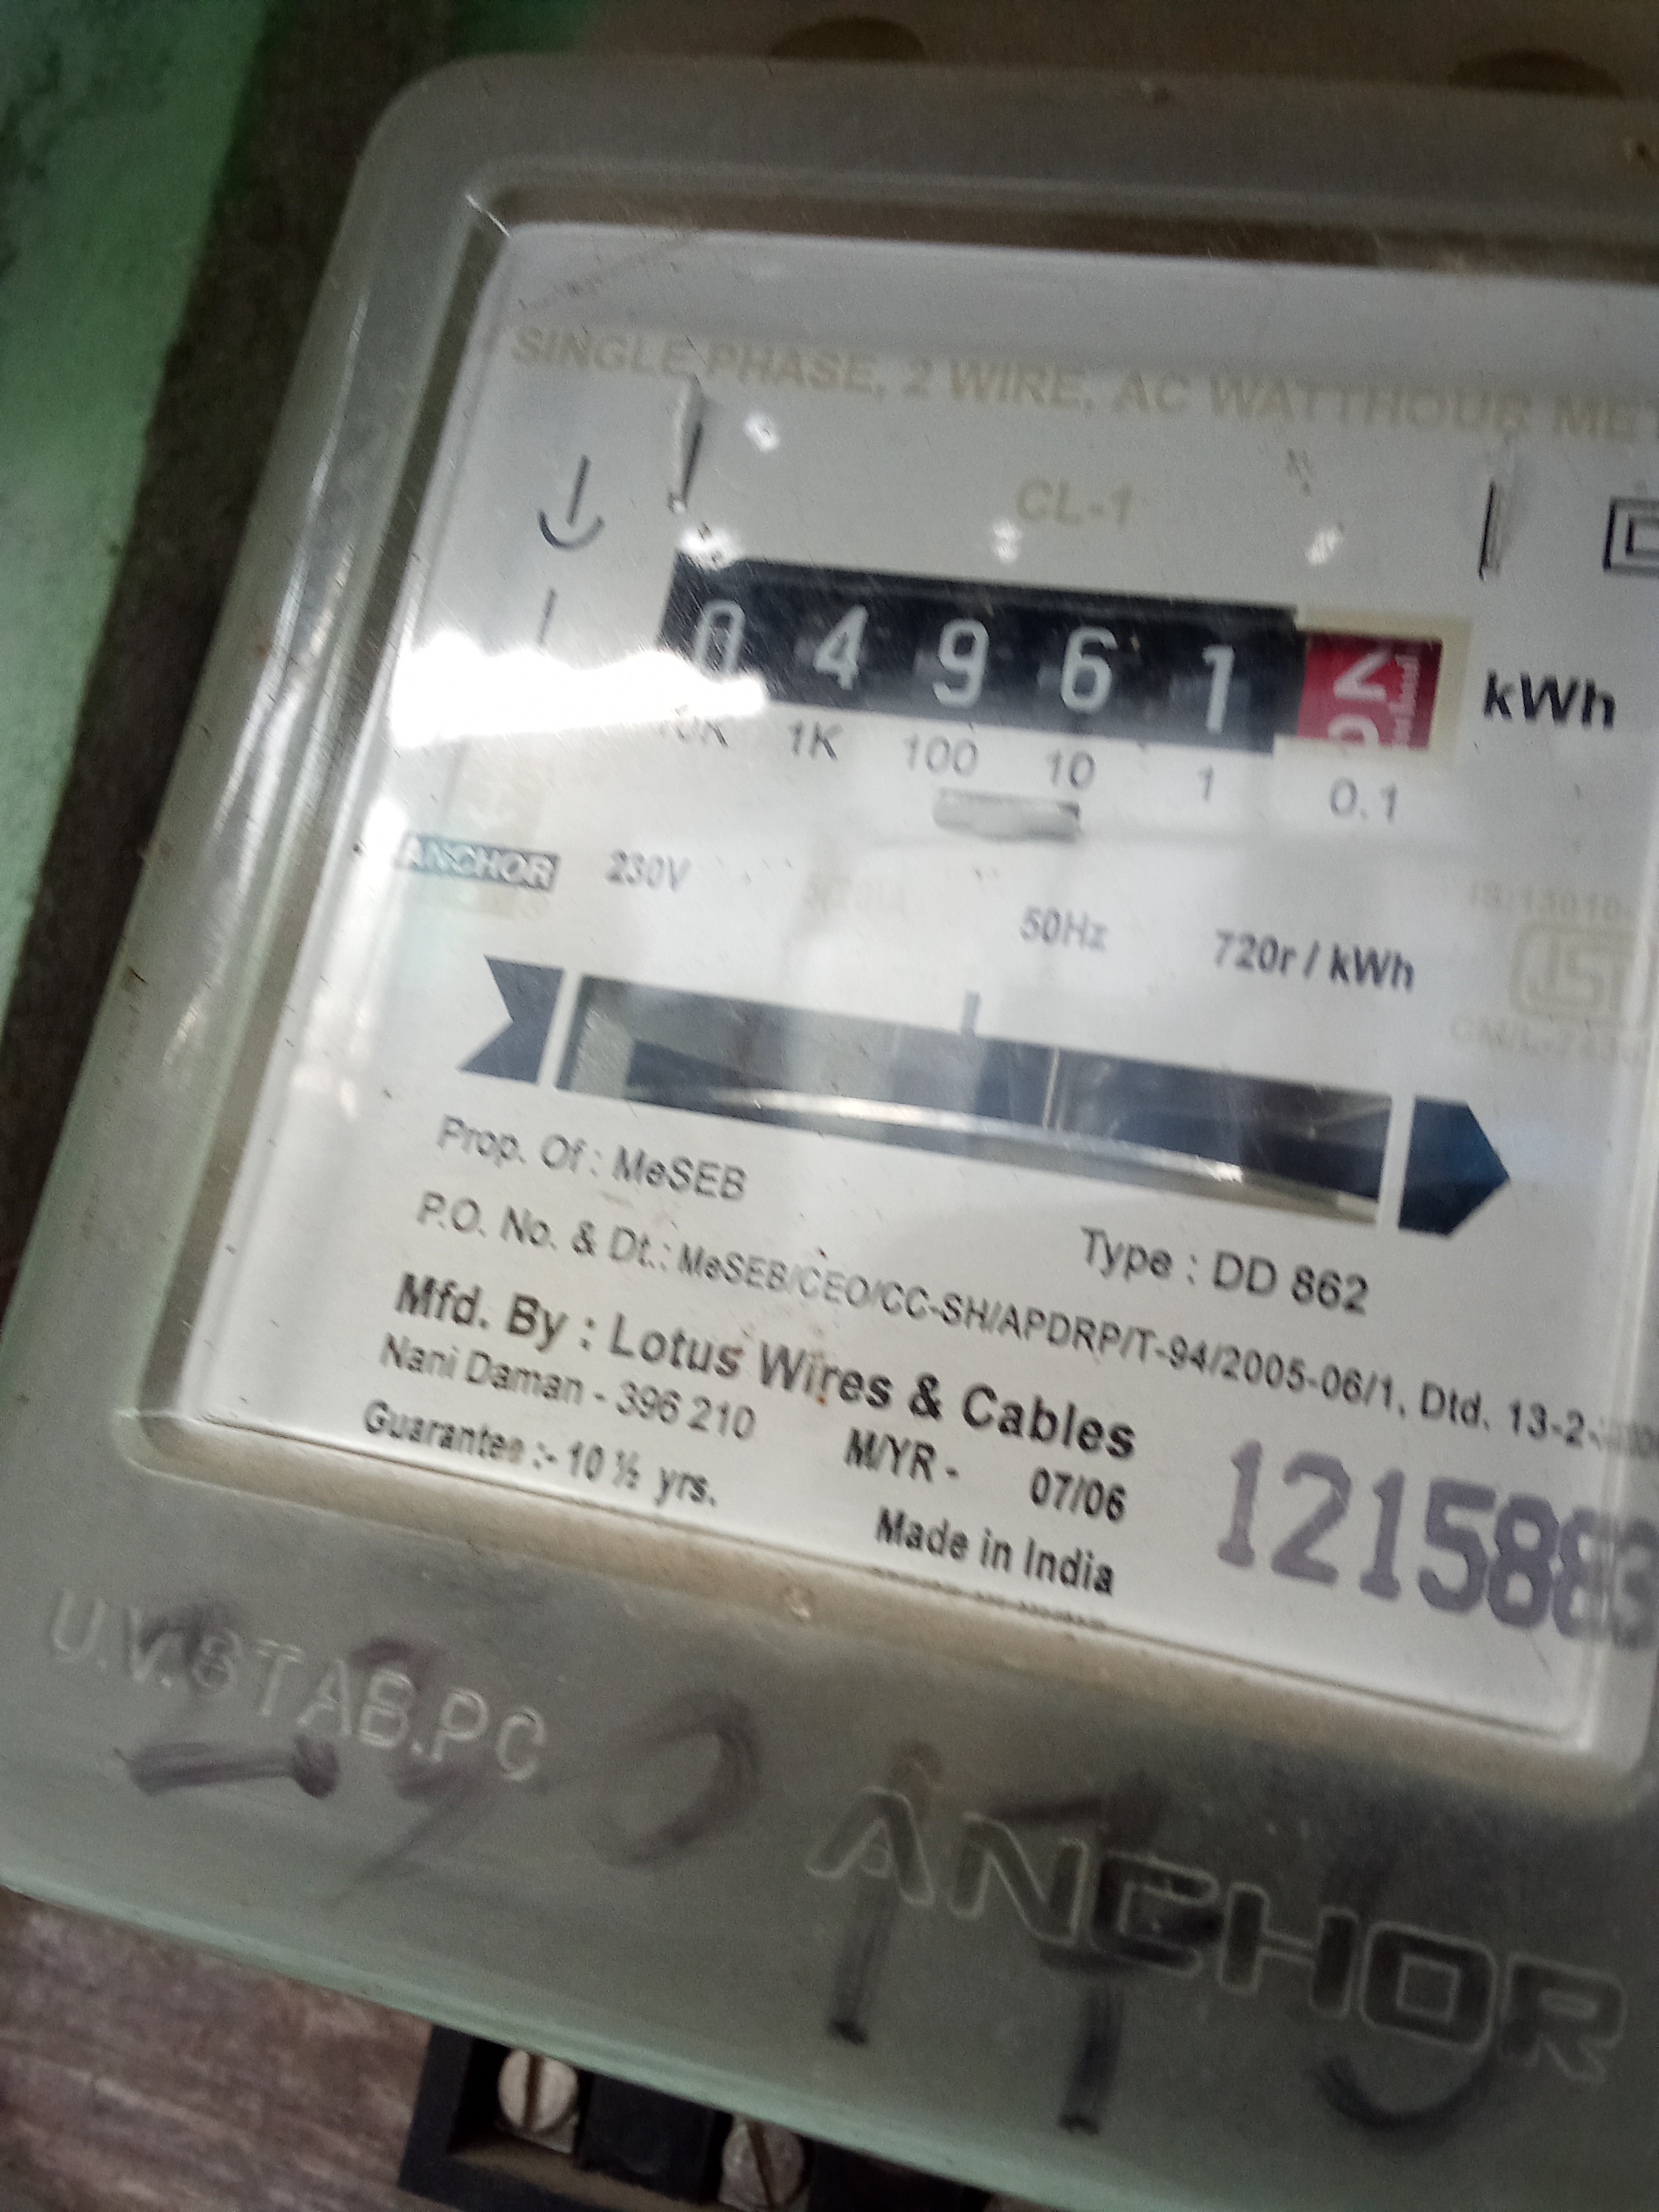 SINGLE PHASE, 2 WIRE, AC WATTHOUR
CL-1
0 4 9 6 1 2 kWh
10K 1K 100 10 1 0.1
ANCHOR 230V 50Hz 720r / kWh
Prop. Of : MeSEB
Type : DD 862
P.O. No. & Dt.: MeSEB/CEO/CC-SH/APDRP/T-94/2005-06/1, Dtd. 13-2-
Mfd. By : Lotus Wires & Cables
Nani Daman - 396 210
M/YR - 07/06
Guarantee :- 10 ½ yrs.
Made in India
1215883
U.V.STAB.PC
ANCHOR